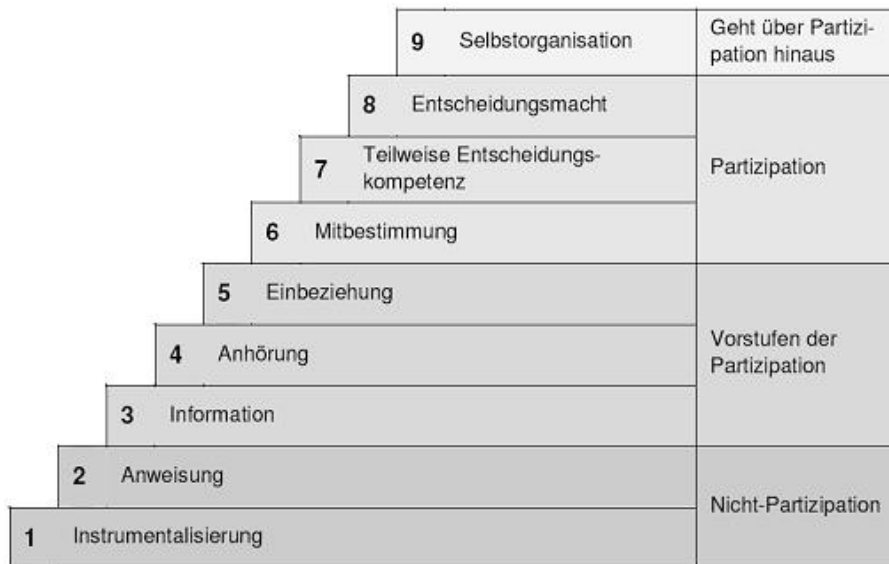 9 Selbstorganisation
Geht über Partizi-
pation hinaus
8 Entscheidungsmacht
7 Teilweise Entscheidungs-
kompetenz
Partizipation
6 Mitbestimmung
5 Einbeziehung
4 Anhörung
Vorstufen der
Partizipation
3 Information
2 Anweisung
Nicht-Partizipation
1 Instrumentalisierung